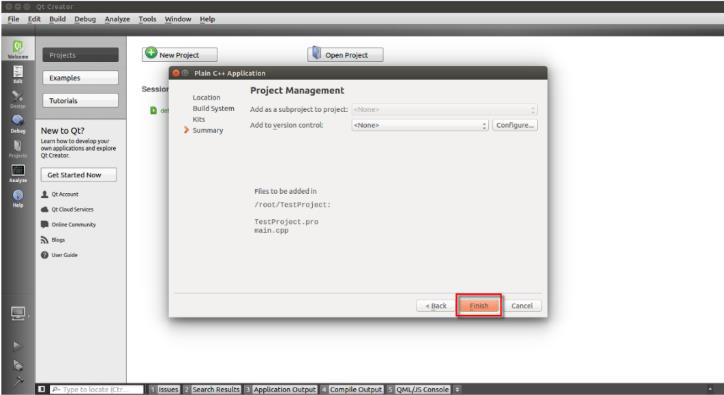 Qt Creator
File Edit Build Debug Analyze Tools Window Help
Welcome
Edit
Design
Debug
Projects
Analyze
Help
Projects
Examples
Tutorials
New to Qt?
Learn how to develop your
own applications and explore
Qt Creator.
Get Started Now
Qt Account
Qt Cloud Services
Online Community
Blogs
User Guide
New Project
Open Project
Session
def
Plain C++ Application
Location
Build System
Kits
Summary
Project Management
Add as a subproject to project: <None>
Add to version control: <None> Configure...
Files to be added in
/root/TestProject:
TestProject.pro
main.cpp
< Back Finish Cancel
Type to locate (Ctr...
1 Issues 2 Search Results 3 Application Output 4 Compile Output 5 QML/JS Console